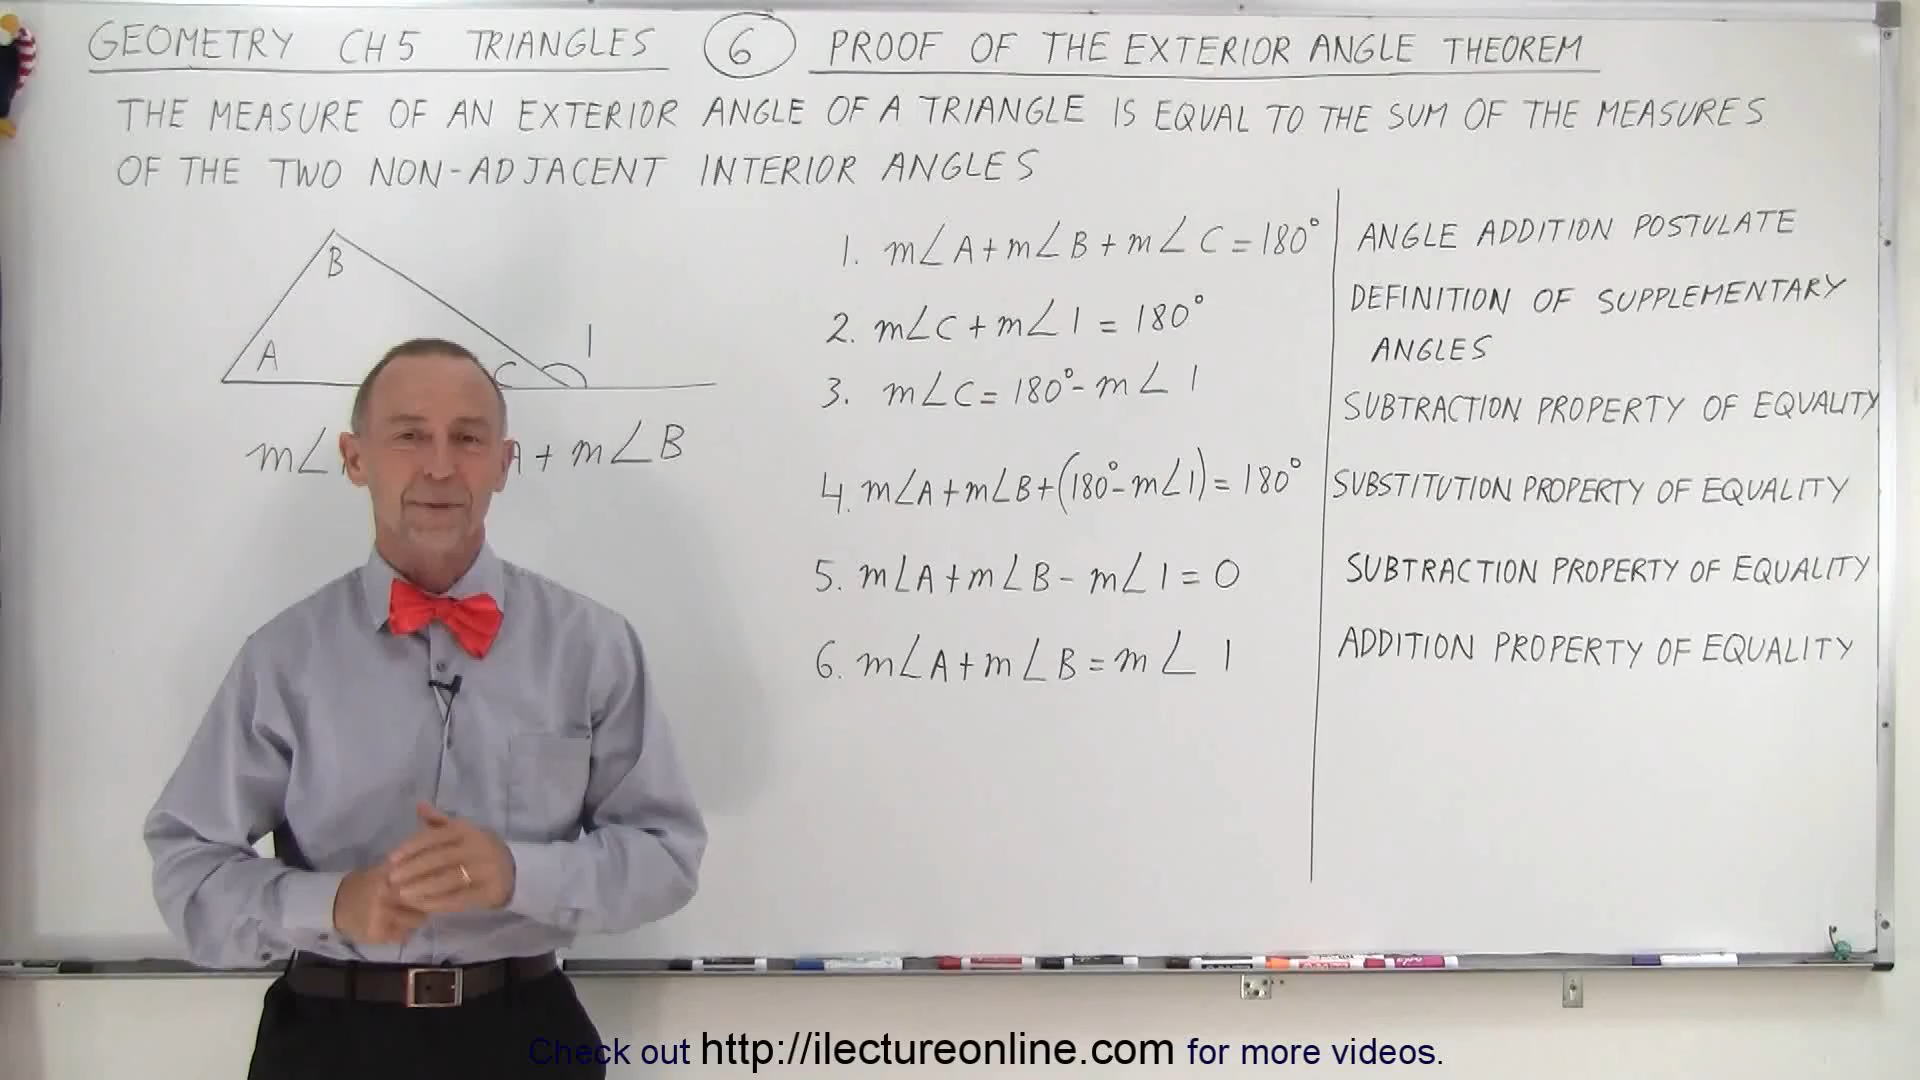 GEOMETRY CH 5 TRIANGLES 6 PROOF OF THE EXTERIOR ANGLE THEOREM
THE MEASURE OF AN EXTERIOR ANGLE OF A TRIANGLE IS EQUAL TO THE SUM OF THE MEASURES
OF THE TWO NON-ADJACENT INTERIOR ANGLES
B
A
C
1
m∠ A + m∠B
1. m∠A + m∠B + m∠C = 180°
ANGLE ADDITION POSTULATE
2. m∠C + m∠1 = 180°
DEFINITION OF SUPPLEMENTARY
ANGLES
3. m∠C = 180° - m∠1
SUBTRACTION PROPERTY OF EQUALITY
4. m∠A + m∠B + (180° - m∠1) = 180°
SUBSTITUTION PROPERTY OF EQUALITY
5. m∠A + m∠B - m∠1 = 0
SUBTRACTION PROPERTY OF EQUALITY
6. m∠A + m∠B = m∠1
ADDITION PROPERTY OF EQUALITY
Check out http://ilectureonline.com for more videos.